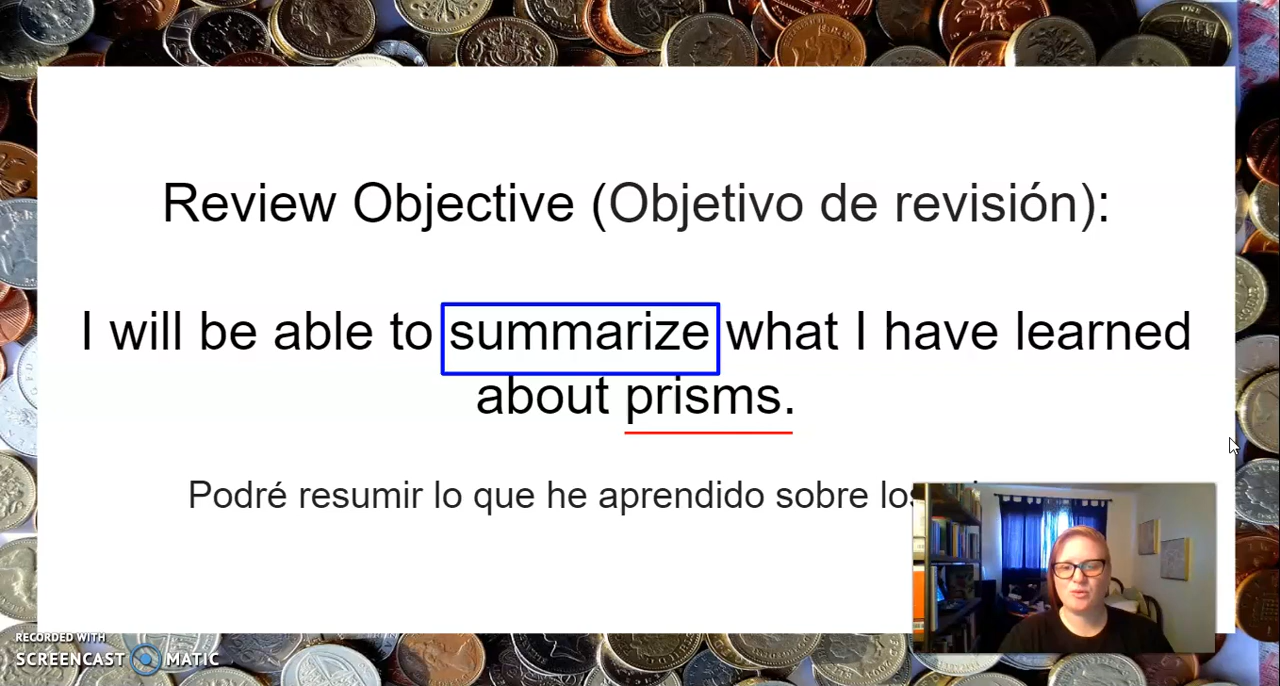 Review Objective (Objetivo de revisión):
I will be able to summarize what I have learned
about prisms.
Podré resumir lo que he aprendido sobre los
RECORDED WITH
SCREENCAST MATIC